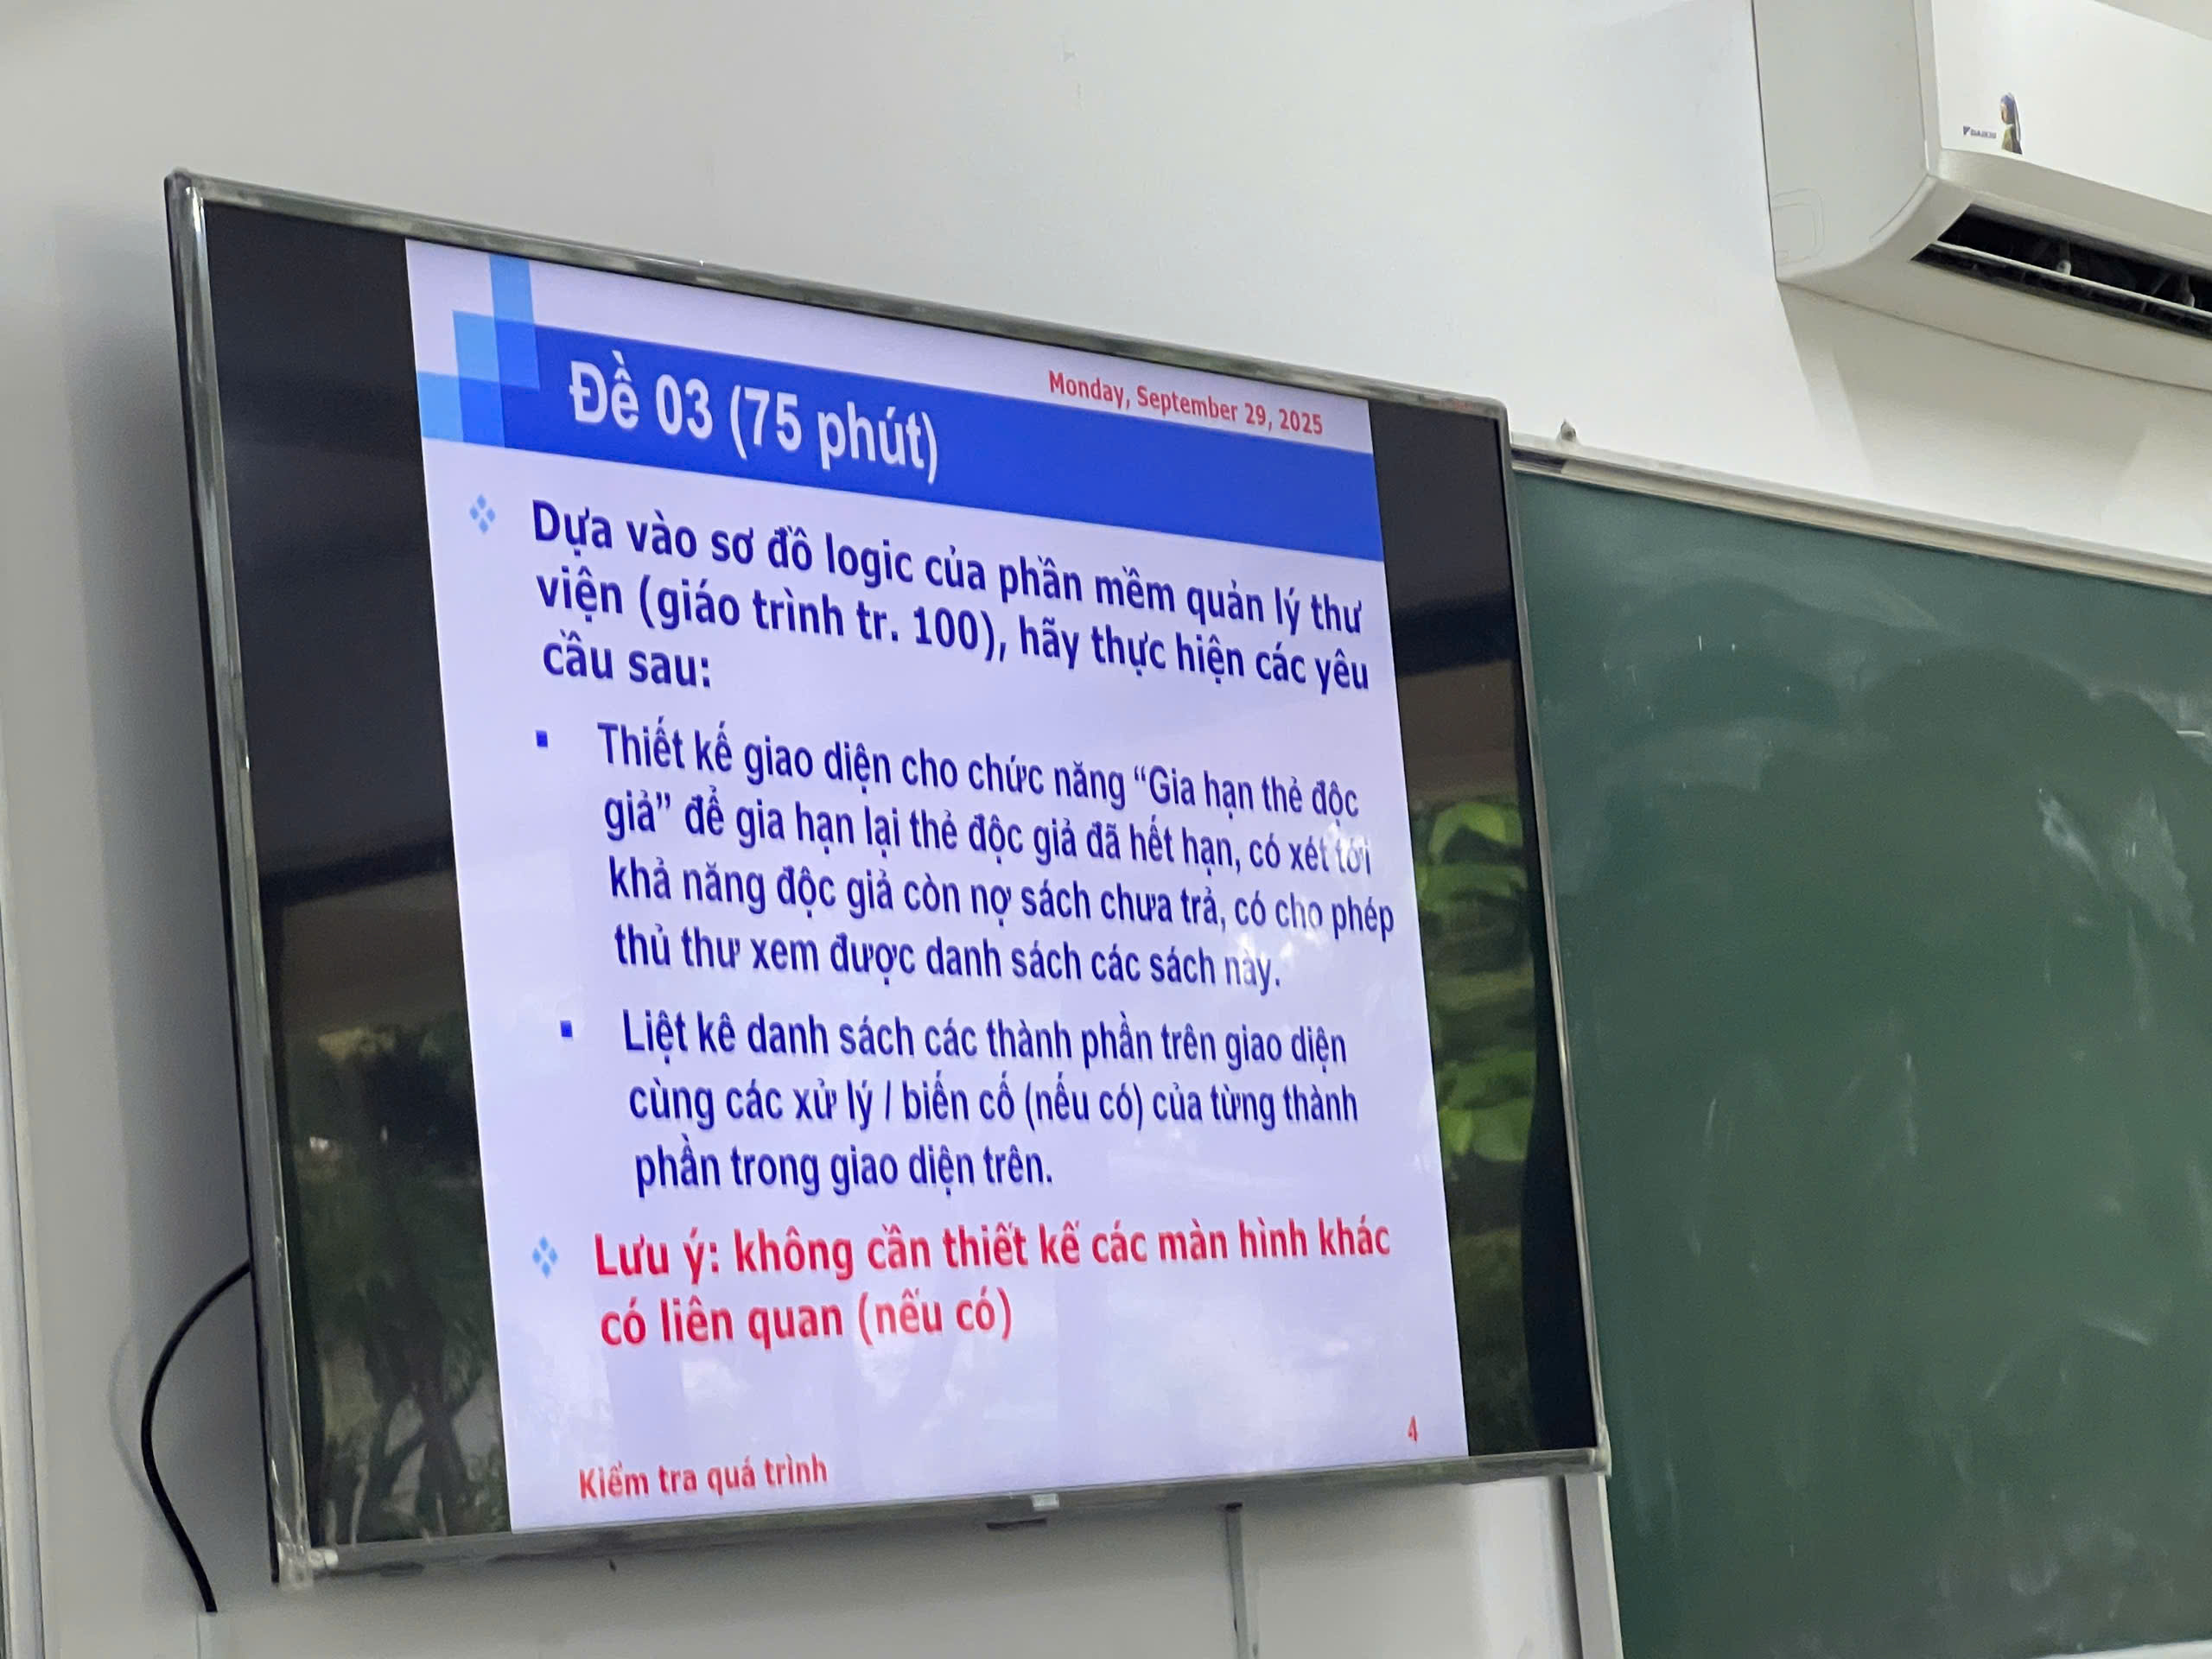 DAIKIN
Monday, September 29, 2025
Đề 03 (75 phút)
Dựa vào sơ đồ logic của phần mềm quản lý thư
viện (giáo trình tr. 100), hãy thực hiện các yêu
cầu sau:
Thiết kế giao diện cho chức năng “Gia hạn thẻ độc
giả” để gia hạn lại thẻ độc giả đã hết hạn, có xét tới
khả năng độc giả còn nợ sách chưa trả, có cho phép
thủ thư xem được danh sách các sách này.
Liệt kê danh sách các thành phần trên giao diện
cùng các xử lý / biến cố (nếu có) của từng thành
phần trong giao diện trên.
Lưu ý: không cần thiết kế các màn hình khác
có liên quan (nếu có)
Kiểm tra quá trình
4